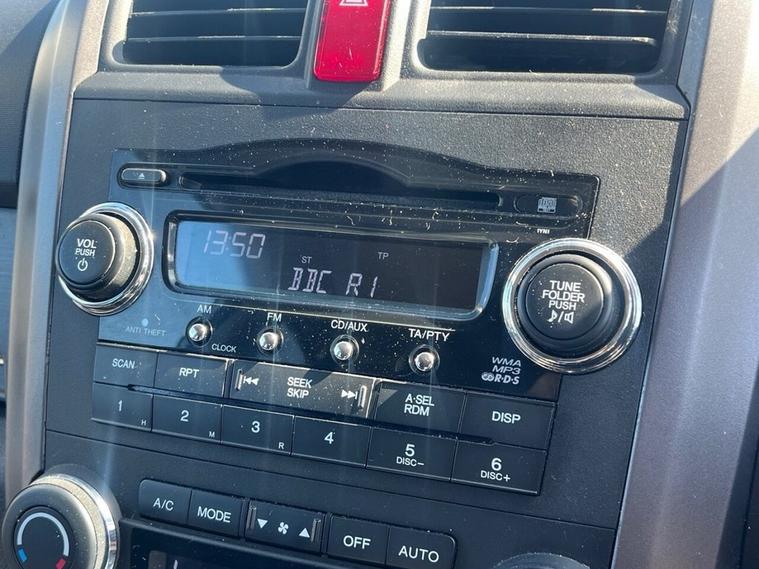 13:50
ST
TP
BBC R1
VOL
PUSH
TUNE
FOLDER
PUSH
AM
FM
CD/AUX
TA/PTY
ANTI THEFT
CLOCK
WMA
MP3
R·D·S
SCAN
RPT
SEEK
SKIP
A·SEL
RDM
DISP
1 H
2 M
3 R
4
5
DISC−
6
DISC+
A/C
MODE
OFF
AUTO